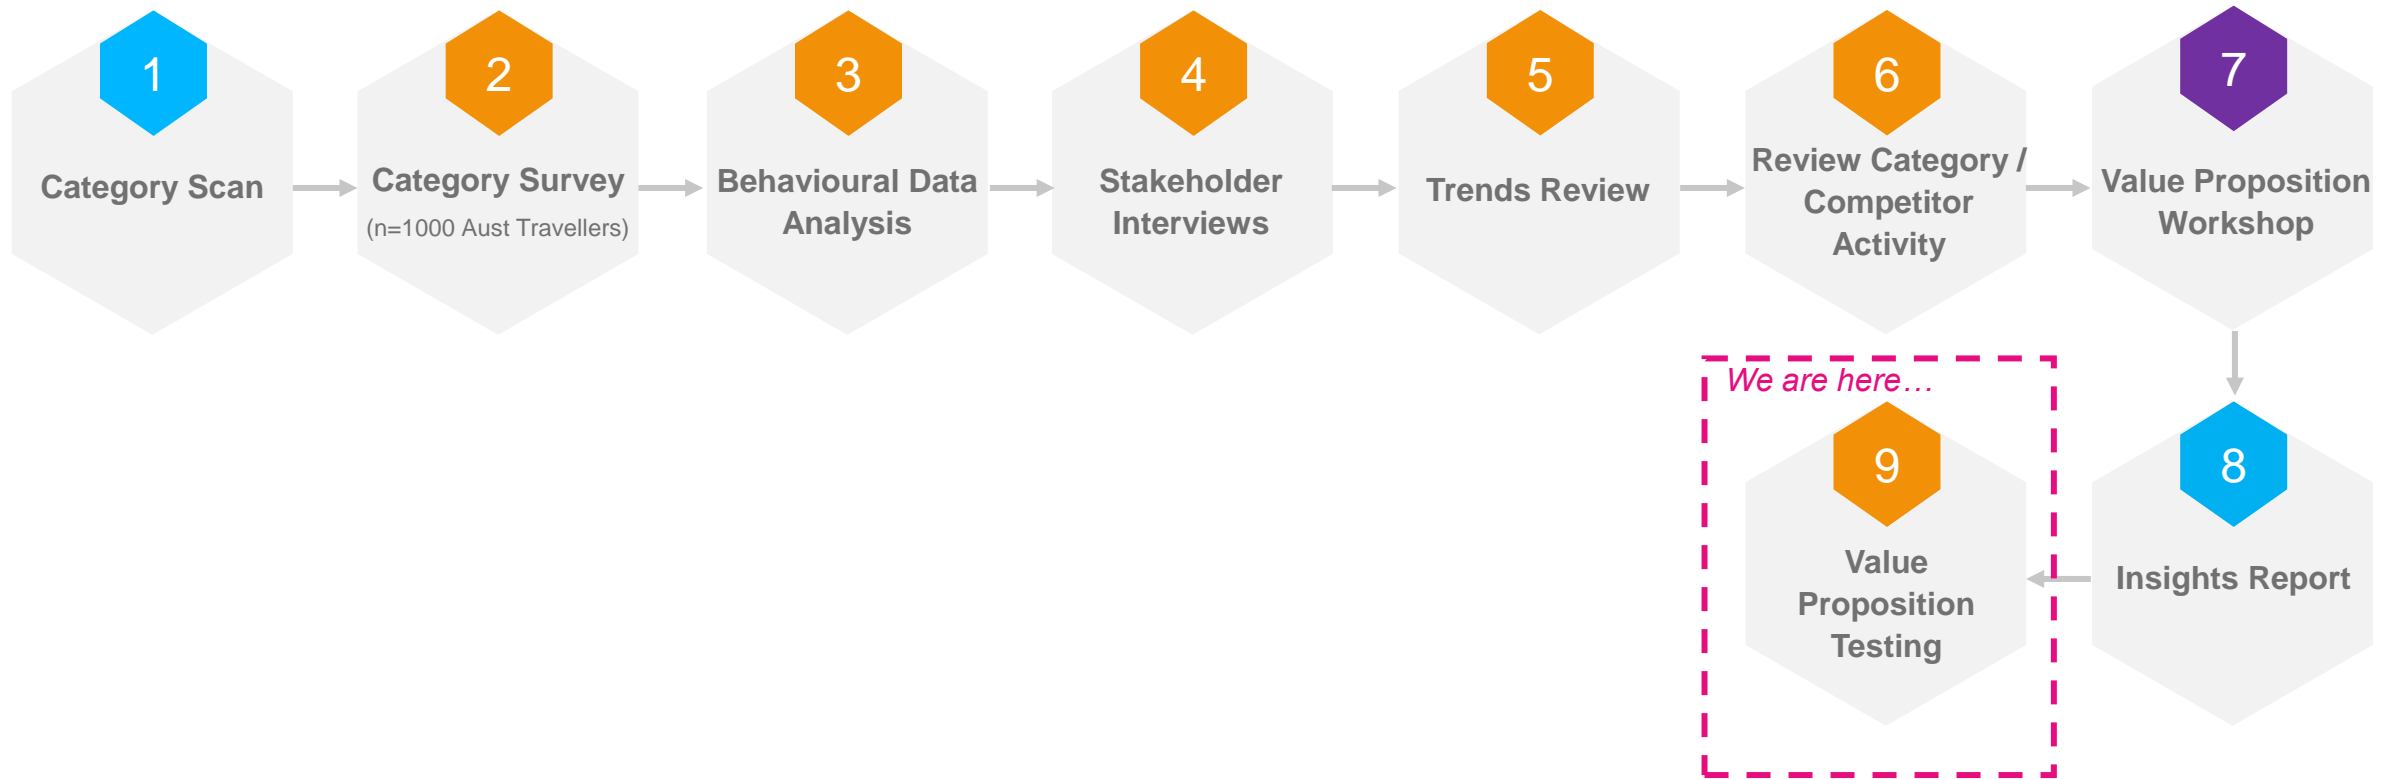 1
Category Scan
2
Category Survey
(n=1000 Aust Travellers)
3
Behavioural Data
Analysis
4
Stakeholder
Interviews
5
Trends Review
6
Review Category /
Competitor
Activity
7
Value Proposition
Workshop
8
Insights Report
We are here…
9
Value
Proposition
Testing